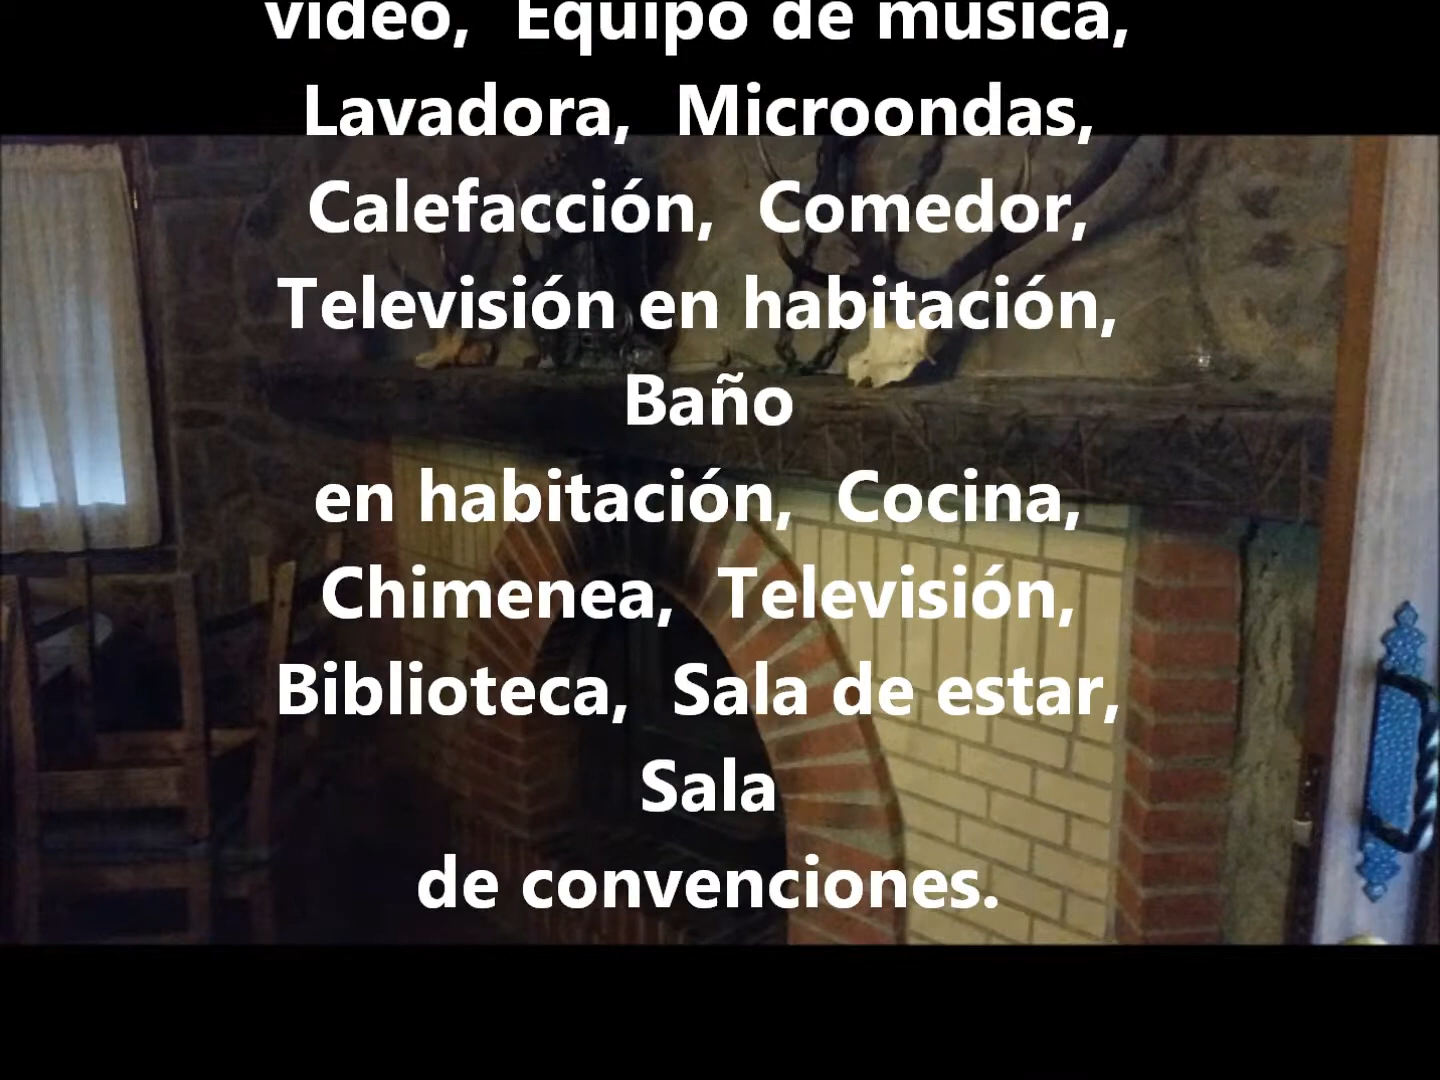 vídeo, Equipo de música,
Lavadora, Microondas,
Calefacción, Comedor,
Televisión en habitación,
Baño
en habitación, Cocina,
Chimenea, Televisión,
Biblioteca, Sala de estar,
Sala
de convenciones.